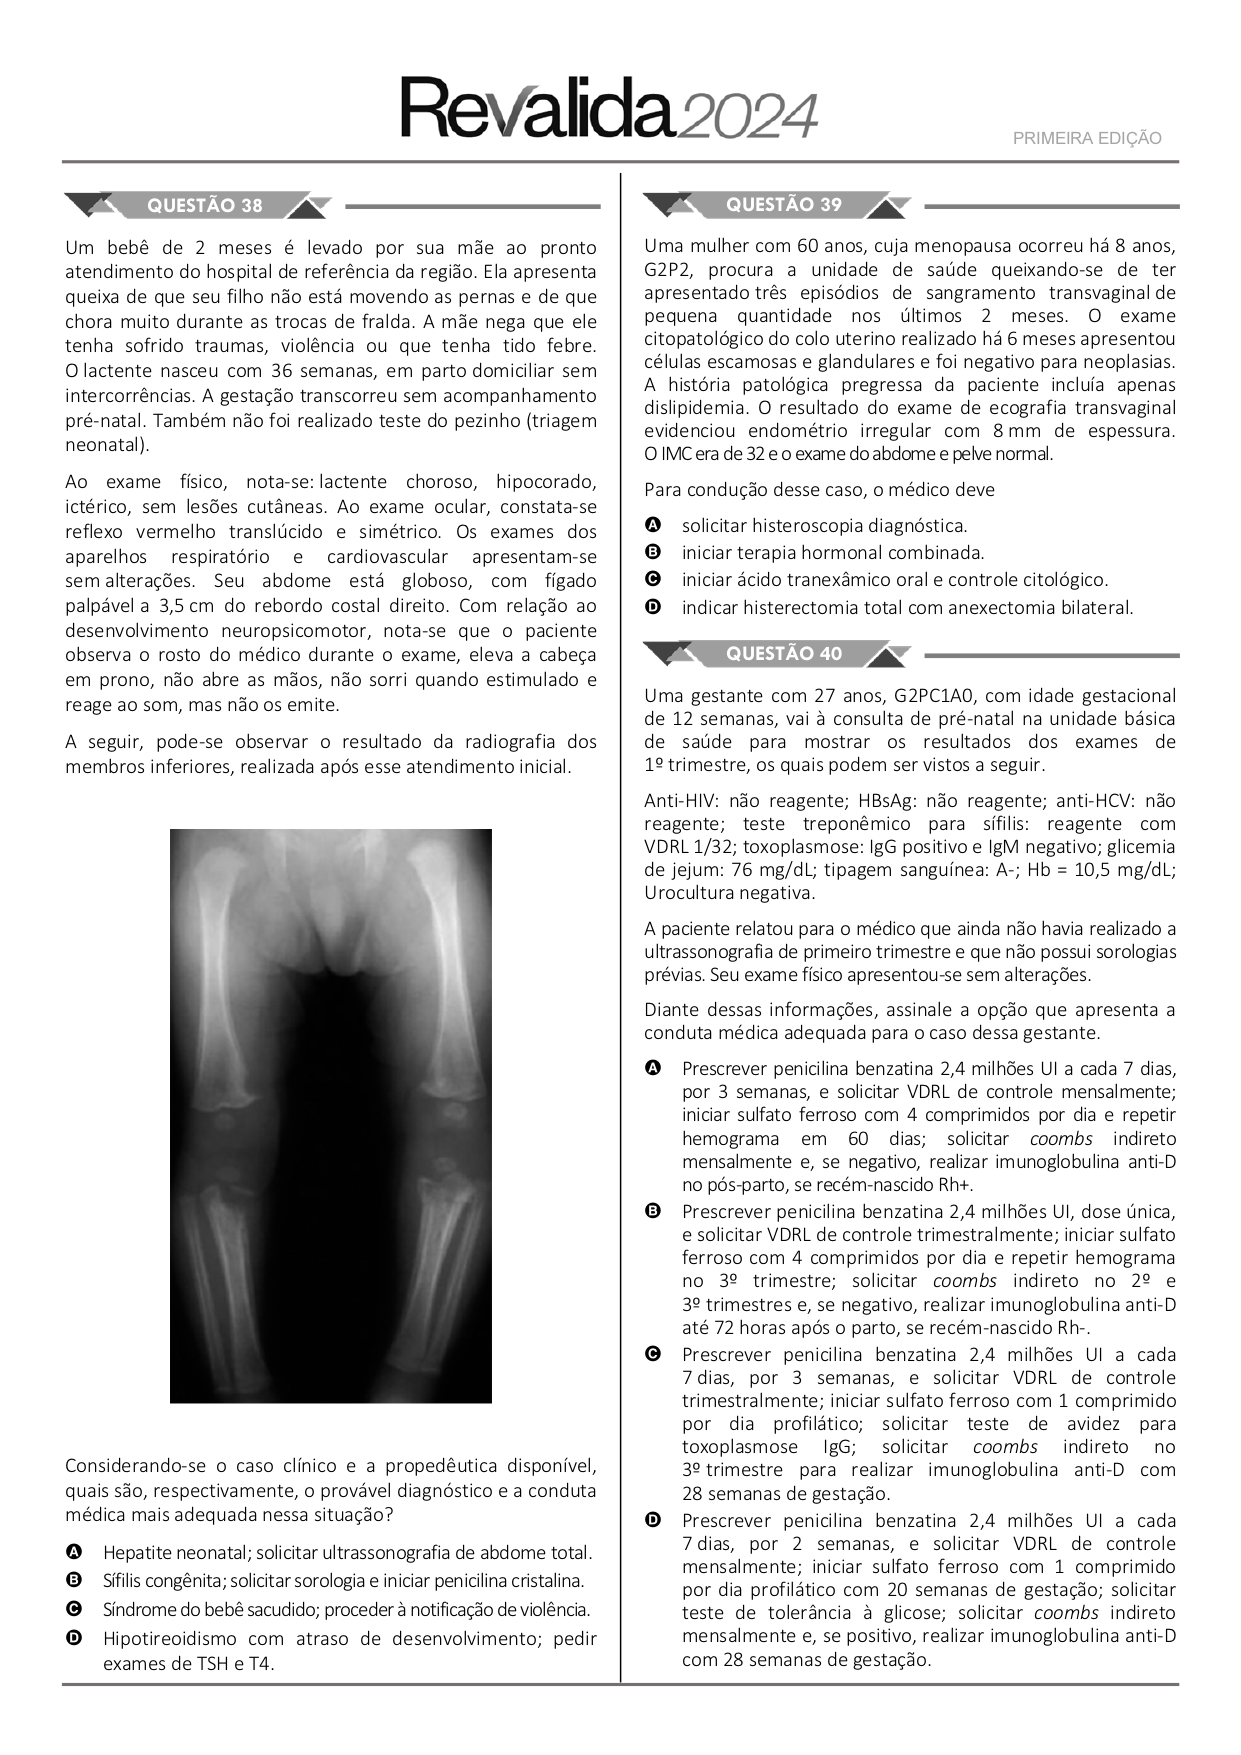 Revalida2024
PRIMEIRA EDIÇÃO
QUESTÃO 38
Um bebê de 2 meses é levado por sua mãe ao pronto
atendimento do hospital de referência da região. Ela apresenta
queixa de que seu filho não está movendo as pernas e de que
chora muito durante as trocas de fralda. A mãe nega que ele
tenha sofrido traumas, violência ou que tenha tido febre.
O lactente nasceu com 36 semanas, em parto domiciliar sem
intercorrências. A gestação transcorreu sem acompanhamento
pré-natal. Também não foi realizado teste do pezinho (triagem
neonatal).
Ao exame físico, nota-se: lactente choroso, hipocorado,
ictérico, sem lesões cutâneas. Ao exame ocular, constata-se
reflexo vermelho translúcido e simétrico. Os exames dos
aparelhos respiratório e cardiovascular apresentam-se
sem alterações. Seu abdome está globoso, com fígado
palpável a 3,5 cm do rebordo costal direito. Com relação ao
desenvolvimento neuropsicomotor, nota-se que o paciente
observa o rosto do médico durante o exame, eleva a cabeça
em prono, não abre as mãos, não sorri quando estimulado e
reage ao som, mas não os emite.
A seguir, pode-se observar o resultado da radiografia dos
membros inferiores, realizada após esse atendimento inicial.
Considerando-se o caso clínico e a propedêutica disponível,
quais são, respectivamente, o provável diagnóstico e a conduta
médica mais adequada nessa situação?
A Hepatite neonatal; solicitar ultrassonografia de abdome total.
B Sífilis congênita; solicitar sorologia e iniciar penicilina cristalina.
C Síndrome do bebê sacudido; proceder à notificação de violência.
D Hipotireoidismo com atraso de desenvolvimento; pedir
exames de TSH e T4.
QUESTÃO 39
Uma mulher com 60 anos, cuja menopausa ocorreu há 8 anos,
G2P2, procura a unidade de saúde queixando-se de ter
apresentado três episódios de sangramento transvaginal de
pequena quantidade nos últimos 2 meses. O exame
citopatológico do colo uterino realizado há 6 meses apresentou
células escamosas e glandulares e foi negativo para neoplasias.
A história patológica pregressa da paciente incluía apenas
dislipidemia. O resultado do exame de ecografia transvaginal
evidenciou endométrio irregular com 8 mm de espessura.
O IMC era de 32 e o exame do abdome e pelve normal.
Para condução desse caso, o médico deve
A solicitar histeroscopia diagnóstica.
B iniciar terapia hormonal combinada.
C iniciar ácido tranexâmico oral e controle citológico.
D indicar histerectomia total com anexectomia bilateral.
QUESTÃO 40
Uma gestante com 27 anos, G2PC1A0, com idade gestacional
de 12 semanas, vai à consulta de pré-natal na unidade básica
de saúde para mostrar os resultados dos exames de
1º trimestre, os quais podem ser vistos a seguir.
Anti-HIV: não reagente; HBsAg: não reagente; anti-HCV: não
reagente; teste treponêmico para sífilis: reagente com
VDRL 1/32; toxoplasmose: IgG positivo e IgM negativo; glicemia
de jejum: 76 mg/dL; tipagem sanguínea: A-; Hb = 10,5 mg/dL;
Urocultura negativa.
A paciente relatou para o médico que ainda não havia realizado a
ultrassonografia de primeiro trimestre e que não possui sorologias
prévias. Seu exame físico apresentou-se sem alterações.
Diante dessas informações, assinale a opção que apresenta a
conduta médica adequada para o caso dessa gestante.
A Prescrever penicilina benzatina 2,4 milhões UI a cada 7 dias,
por 3 semanas, e solicitar VDRL de controle mensalmente;
iniciar sulfato ferroso com 4 comprimidos por dia e repetir
hemograma em 60 dias; solicitar coombs indireto
mensalmente e, se negativo, realizar imunoglobulina anti-D
no pós-parto, se recém-nascido Rh+.
B Prescrever penicilina benzatina 2,4 milhões UI, dose única,
e solicitar VDRL de controle trimestralmente; iniciar sulfato
ferroso com 4 comprimidos por dia e repetir hemograma
no 3º trimestre; solicitar coombs indireto no 2º e
3º trimestres e, se negativo, realizar imunoglobulina anti-D
até 72 horas após o parto, se recém-nascido Rh-.
C Prescrever penicilina benzatina 2,4 milhões UI a cada
7 dias, por 3 semanas, e solicitar VDRL de controle
trimestralmente; iniciar sulfato ferroso com 1 comprimido
por dia profilático; solicitar teste de avidez para
toxoplasmose IgG; solicitar coombs indireto no
3º trimestre para realizar imunoglobulina anti-D com
28 semanas de gestação.
D Prescrever penicilina benzatina 2,4 milhões UI a cada
7 dias, por 2 semanas, e solicitar VDRL de controle
mensalmente; iniciar sulfato ferroso com 1 comprimido
por dia profilático com 20 semanas de gestação; solicitar
teste de tolerância à glicose; solicitar coombs indireto
mensalmente e, se positivo, realizar imunoglobulina anti-D
com 28 semanas de gestação.